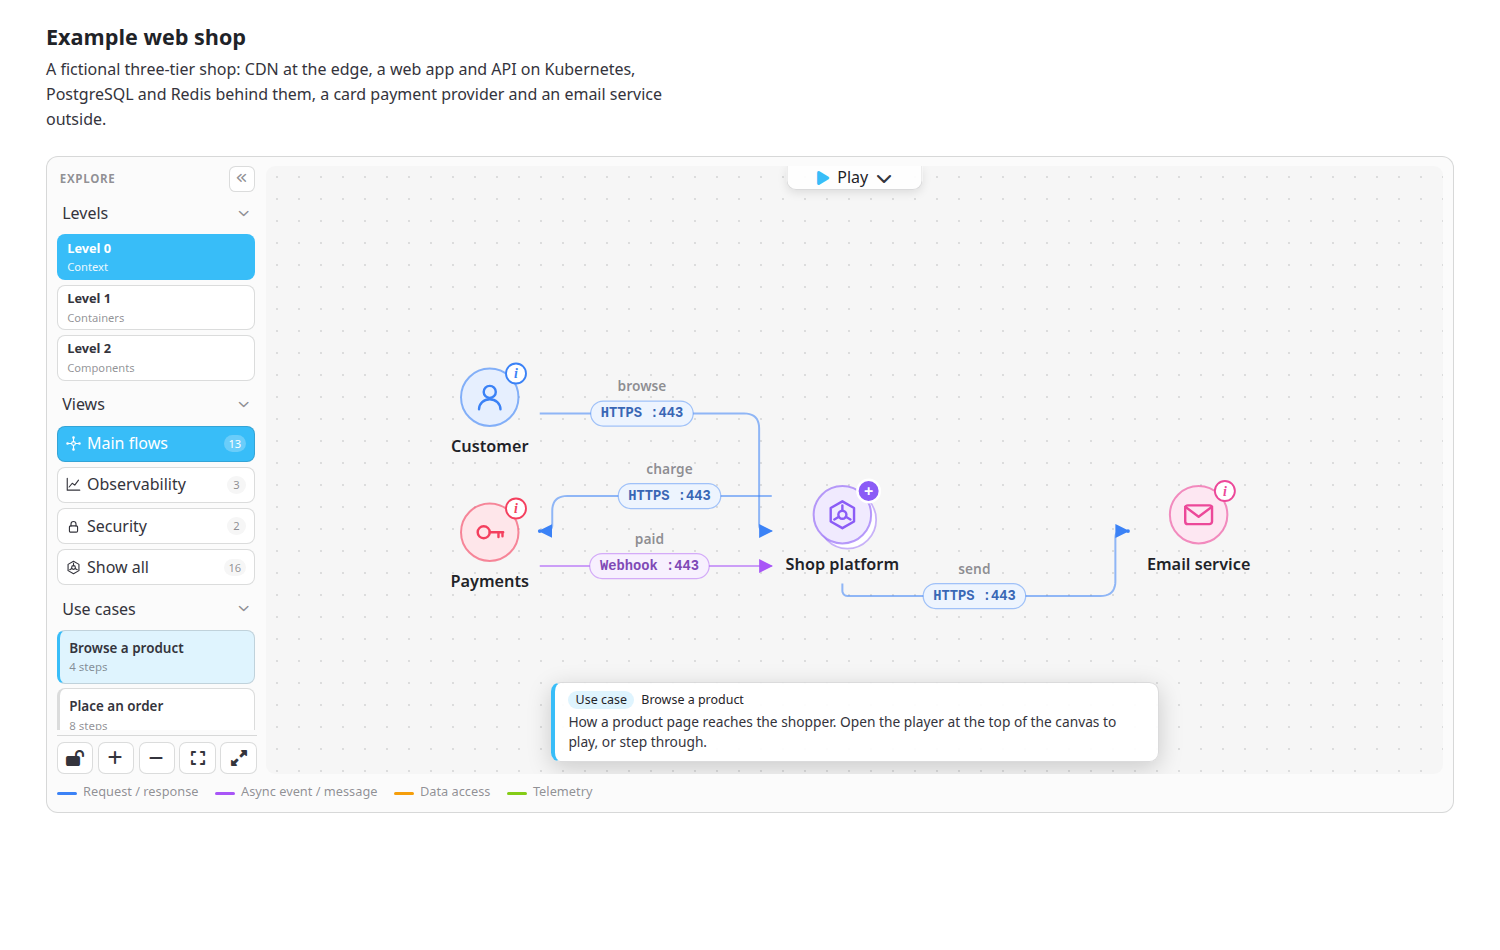 Example web shop
A fictional three-tier shop: CDN at the edge, a web app and API on Kubernetes,
PostgreSQL and Redis behind them, a card payment provider and an email service
outside.
EXPLORE
Play
Levels
Level 0
Context
Level 1
Containers
Level 2
Components
Views
Main flows 13
Observability 3
Security 2
Show all 16
Use cases
Browse a product
4 steps
Place an order
8 steps
browse
HTTPS :443
Customer
charge
HTTPS :443
paid
Webhook :443
Payments
Shop platform
send
HTTPS :443
Email service
Use case Browse a product
How a product page reaches the shopper. Open the player at the top of the canvas to
play, or step through.
Request / response
Async event / message
Data access
Telemetry